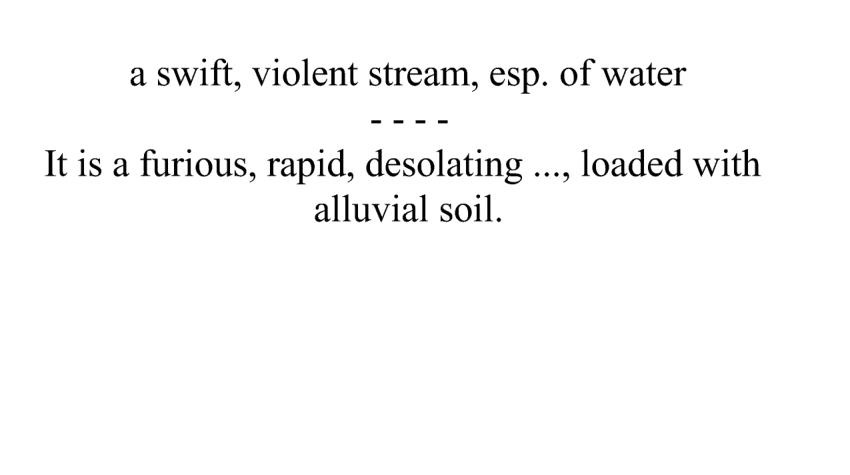 a swift, violent stream, esp. of water
- - - -
It is a furious, rapid, desolating ..., loaded with
alluvial soil.